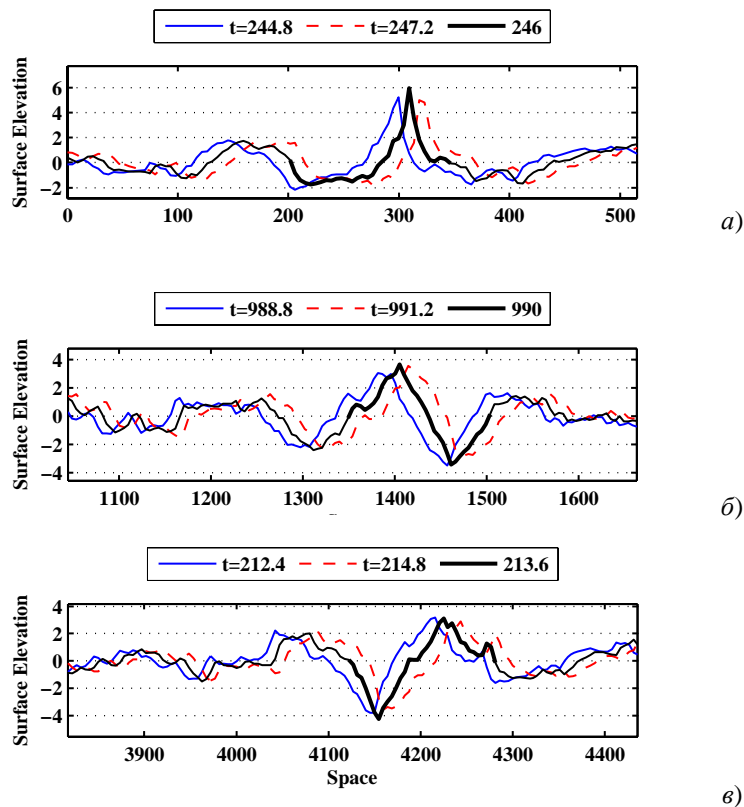 t=244.8 t=247.2 246
Surface Elevation
6
4
2
0
−2
0 100 200 300 400 500
а)
t=988.8 t=991.2 990
Surface Elevation
4
2
0
−2
−4
1100 1200 1300 1400 1500 1600
б)
t=212.4 t=214.8 213.6
Surface Elevation
4
2
0
−2
−4
3900 4000 4100 4200 4300 4400
Space
в)